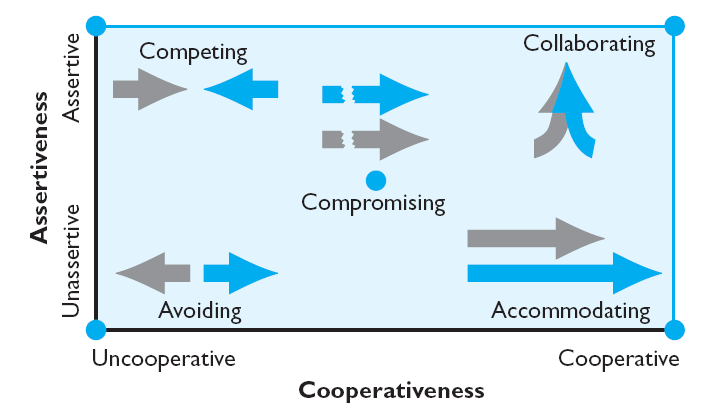 Competing
Collaborating
Assertive
Assertiveness
Compromising
Unassertive
Avoiding
Accommodating
Uncooperative
Cooperative
Cooperativeness